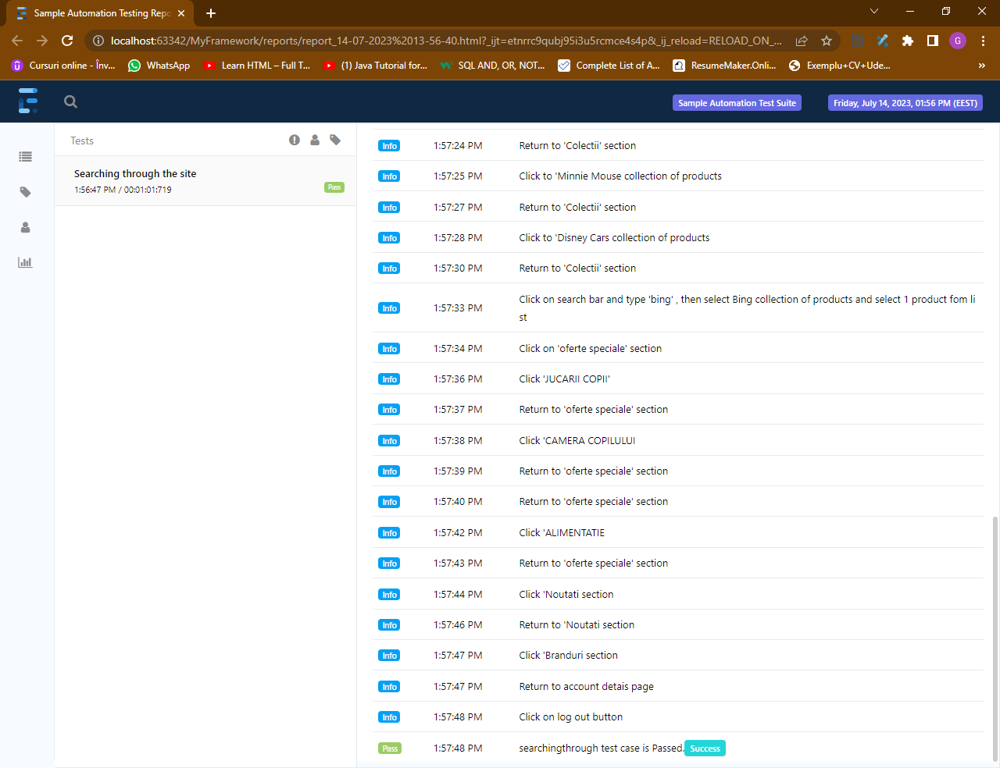 Sample Automation Testing Repo
localhost:63342/MyFramework/reports/report_14-07-2023%2013-56-40.html?_ijt=etnrrc9qubj95i3u5rcmce4s4p&_ij_reload=RELOAD_ON_...
G
Cursuri online - Înv... WhatsApp Learn HTML – Full T... (1) Java Tutorial for... SQL AND, OR, NOT... Complete List of A... ResumeMaker.Onli... Exemplu+CV+Ude... »
Sample Automation Test Suite Friday, July 14, 2023, 01:56 PM (EEST)
Tests
Searching through the site
1:56:47 PM / 00:01:01:719 Pass
Info 1:57:24 PM Return to 'Colectii' section
Info 1:57:25 PM Click to 'Minnie Mouse collection of products
Info 1:57:27 PM Return to 'Colectii' section
Info 1:57:28 PM Click to 'Disney Cars collection of products
Info 1:57:30 PM Return to 'Colectii' section
Info 1:57:33 PM Click on search bar and type 'bing' , then select Bing collection of products and select 1 product fom li
st
Info 1:57:34 PM Click on 'oferte speciale' section
Info 1:57:36 PM Click 'JUCARII COPII'
Info 1:57:37 PM Return to 'oferte speciale' section
Info 1:57:38 PM Click 'CAMERA COPILULUI
Info 1:57:39 PM Return to 'oferte speciale' section
Info 1:57:40 PM Return to 'oferte speciale' section
Info 1:57:42 PM Click 'ALIMENTATIE
Info 1:57:43 PM Return to 'oferte speciale' section
Info 1:57:44 PM Click 'Noutati section
Info 1:57:46 PM Return to 'Noutati section
Info 1:57:47 PM Click 'Branduri section
Info 1:57:47 PM Return to account detais page
Info 1:57:48 PM Click on log out button
Pass 1:57:48 PM searchingthrough test case is Passed. Success